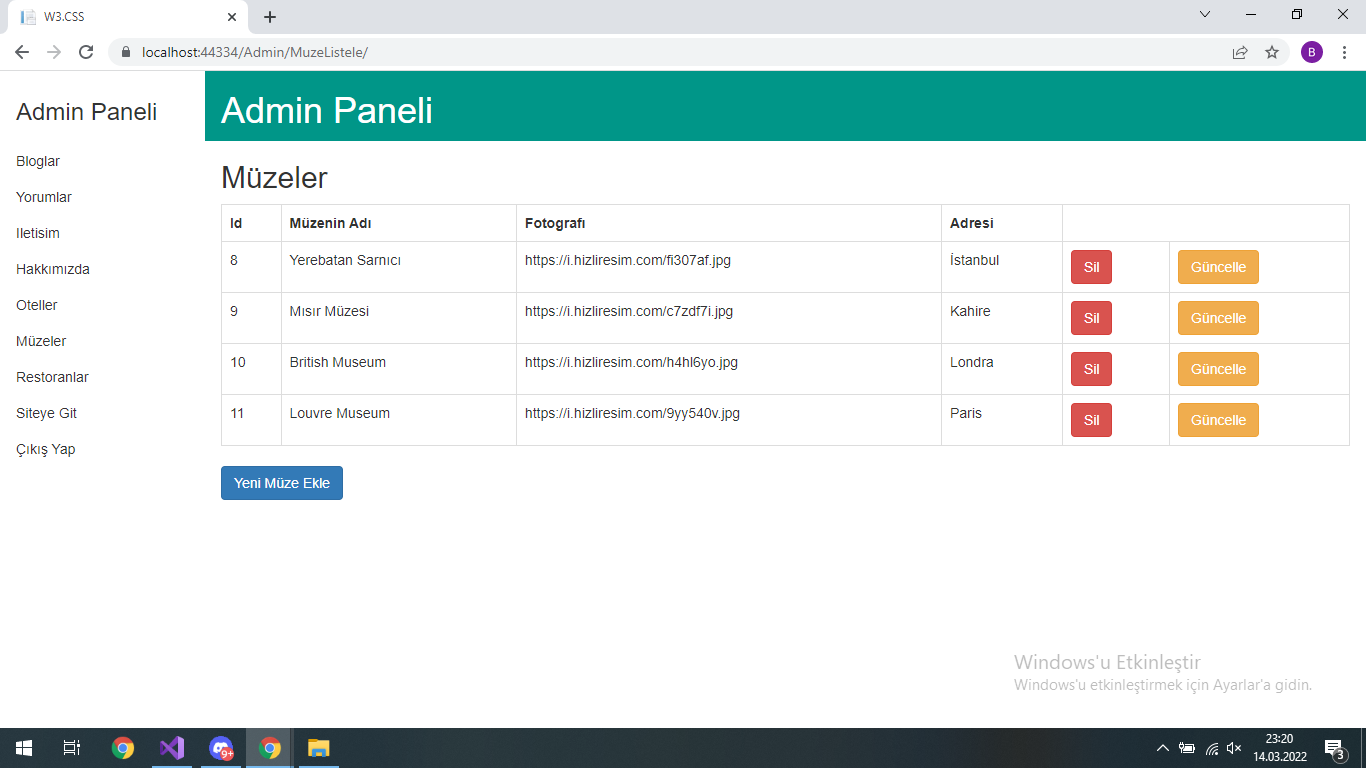 W3.CSS
localhost:44334/Admin/MuzeListele/
B
Admin Paneli
Bloglar
Yorumlar
Iletisim
Hakkımızda
Oteller
Müzeler
Restoranlar
Siteye Git
Çıkış Yap
Admin Paneli
Müzeler
Id Müzenin Adı Fotografı Adresi
8 Yerebatan Sarnıcı https://i.hizliresim.com/fi307af.jpg İstanbul Sil Güncelle
9 Mısır Müzesi https://i.hizliresim.com/c7zdf7i.jpg Kahire Sil Güncelle
10 British Museum https://i.hizliresim.com/h4hl6yo.jpg Londra Sil Güncelle
11 Louvre Museum https://i.hizliresim.com/9yy540v.jpg Paris Sil Güncelle
Yeni Müze Ekle
Windows'u Etkinleştir
Windows'u etkinleştirmek için Ayarlar'a gidin.
9+
23:20
14.03.2022
3